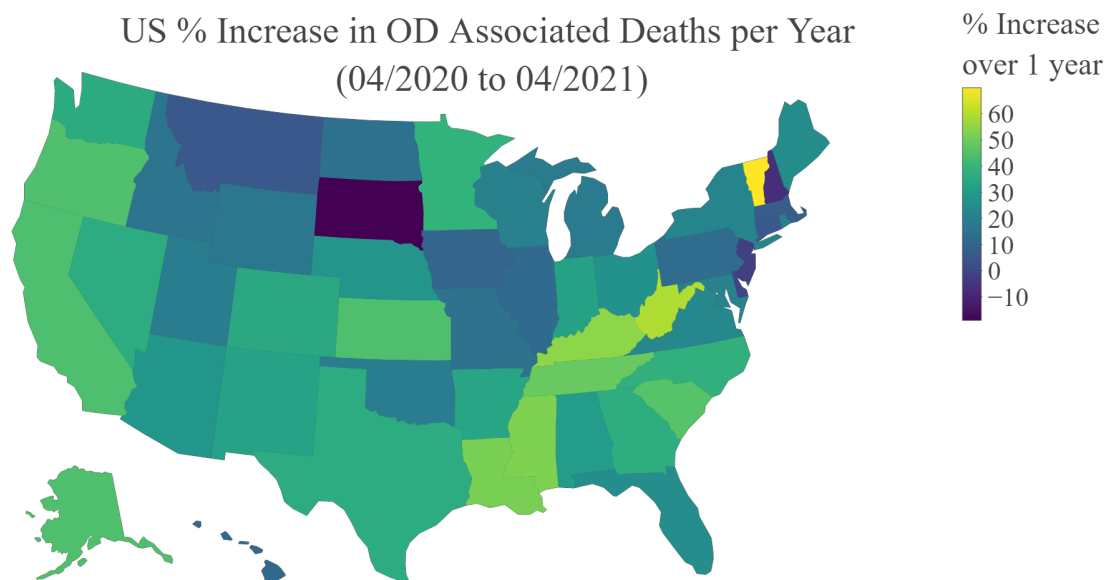 US % Increase in OD Associated Deaths per Year
(04/2020 to 04/2021)
% Increase
over 1 year
60
50
40
30
20
10
0
−10